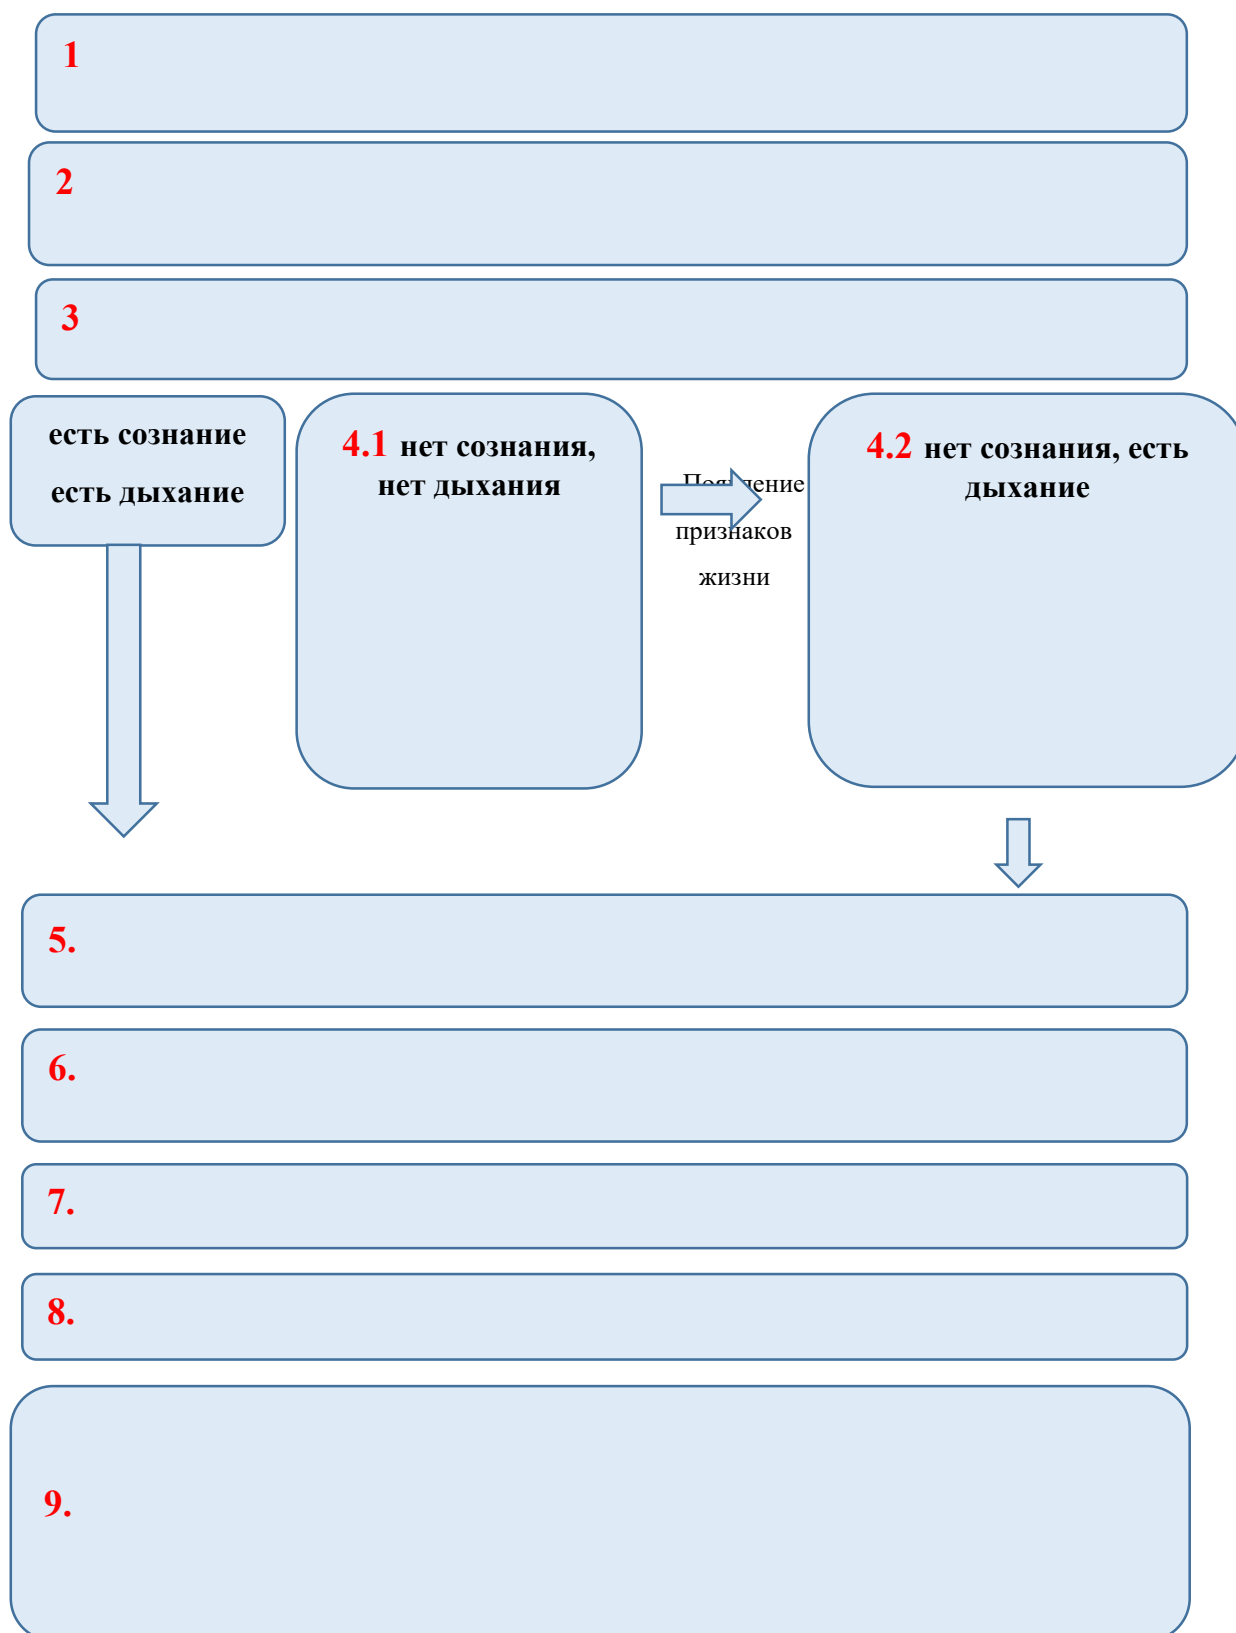 1
2
3
есть сознание
есть дыхание
4.1 нет сознания,
нет дыхания
признаков
жизни
4.2 нет сознания, есть
дыхание
5.
6.
7.
8.
9.